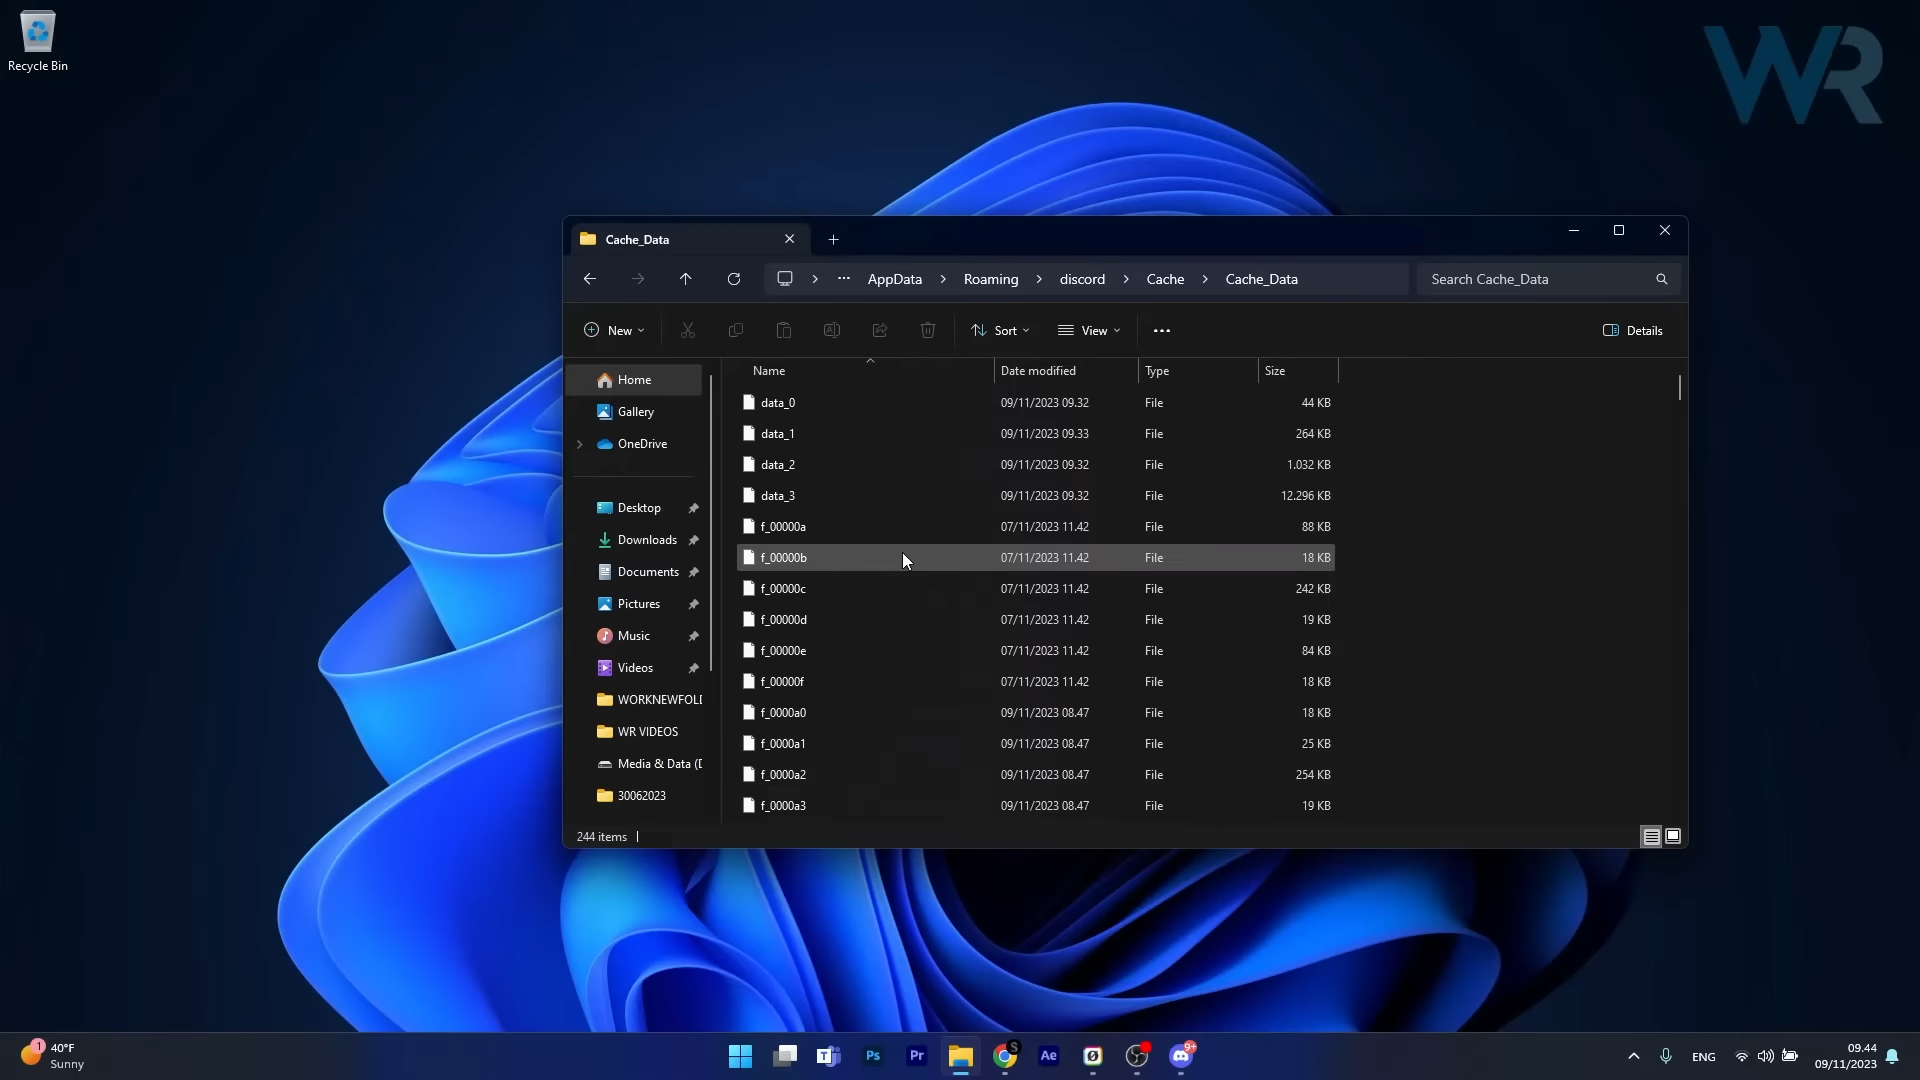 Recycle Bin
WR
Cache_Data
AppData
Roaming
discord
Cache
Cache_Data
Search Cache_Data
New
Sort
View
Details
Name Date modified Type Size
Home
Gallery
OneDrive
Desktop
Downloads
Documents
Pictures
Music
Videos
WORKNEWFOL
WR VIDEOS
Media & Data (
30062023
data_0 09/11/2023 09.32 File 44 KB
data_1 09/11/2023 09.33 File 264 KB
data_2 09/11/2023 09.32 File 1.032 KB
data_3 09/11/2023 09.32 File 12.296 KB
f_00000a 07/11/2023 11.42 File 88 KB
f_00000b 07/11/2023 11.42 File 18 KB
f_00000c 07/11/2023 11.42 File 242 KB
f_00000d 07/11/2023 11.42 File 19 KB
f_00000e 07/11/2023 11.42 File 84 KB
f_00000f 07/11/2023 11.42 File 18 KB
f_0000a0 09/11/2023 08.47 File 18 KB
f_0000a1 09/11/2023 08.47 File 25 KB
f_0000a2 09/11/2023 08.47 File 254 KB
f_0000a3 09/11/2023 08.47 File 19 KB
244 items
1
40°F
Sunny
T
Ps
Pr
S
Ae
9+
ENG
09.44
09/11/2023